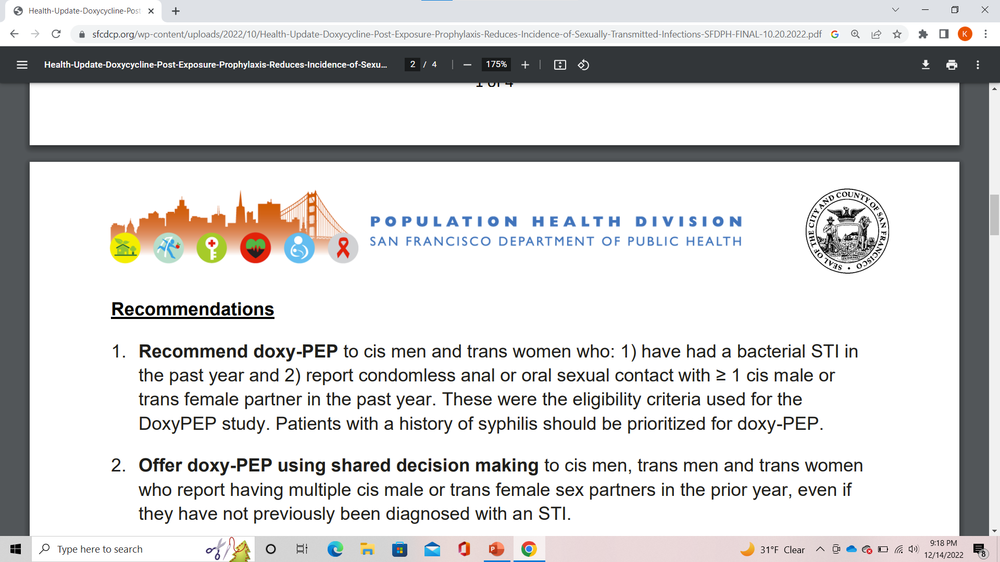 Health-Update-Doxycycline-Post-
sfcdcp.org/wp-content/uploads/2022/10/Health-Update-Doxycycline-Post-Exposure-Prophylaxis-Reduces-Incidence-of-Sexually-Transmitted-Infections-SFDPH-FINAL-10.20.2022.pdf
K
Health-Update-Doxycycline-Post-Exposure-Prophylaxis-Reduces-Incidence-of-Sexu...
2 / 4
175%
1 of 4
POPULATION HEALTH DIVISION
SAN FRANCISCO DEPARTMENT OF PUBLIC HEALTH
SEAL OF THE CITY AND COUNTY OF SAN FRANCISCO
Recommendations
1. Recommend doxy-PEP to cis men and trans women who: 1) have had a bacterial STI in
the past year and 2) report condomless anal or oral sexual contact with ≥ 1 cis male or
trans female partner in the past year. These were the eligibility criteria used for the
DoxyPEP study. Patients with a history of syphilis should be prioritized for doxy-PEP.
2. Offer doxy-PEP using shared decision making to cis men, trans men and trans women
who report having multiple cis male or trans female sex partners in the prior year, even if
they have not previously been diagnosed with an STI.
Type here to search
31°F Clear
9:18 PM
12/14/2022
8